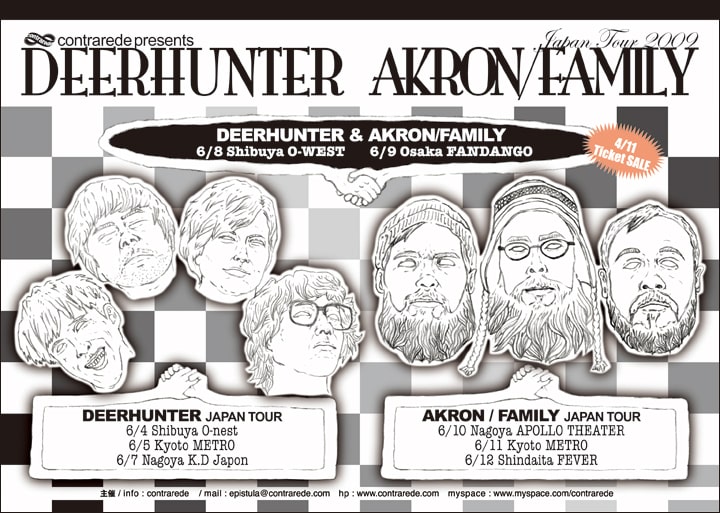 contrarede presents
Japan Tour 2009
DEERHUNTER AKRON/FAMILY
DEERHUNTER & AKRON/FAMILY
6/8 Shibuya O-WEST 6/9 Osaka FANDANGO
4/11
Ticket SALE
DEERHUNTER JAPAN TOUR
6/4 Shibuya O-nest
6/5 Kyoto METRO
6/7 Nagoya K.D Japon
AKRON / FAMILY JAPAN TOUR
6/10 Nagoya APOLLO THEATER
6/11 Kyoto METRO
6/12 Shindaita FEVER
主催 / info : contrarede / mail : epistula@contrarede.com hp : www.contrarede.com myspace : www.myspace.com/contrarede